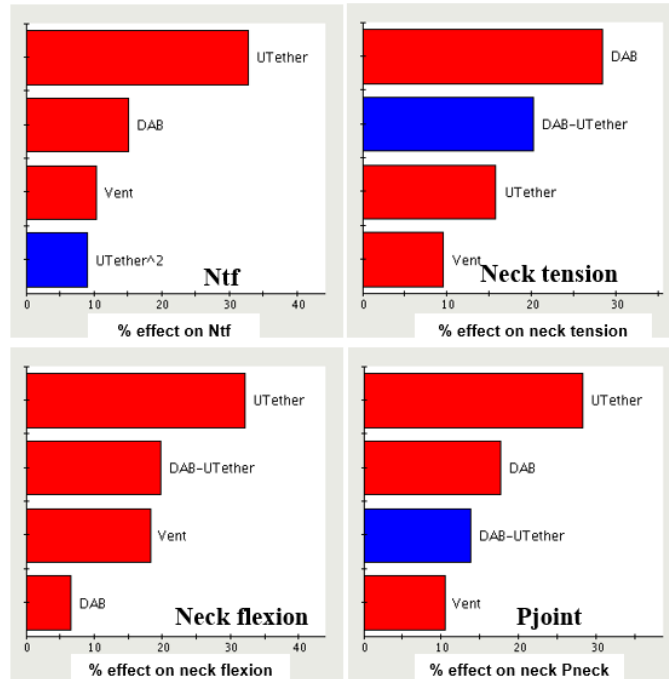 UTether
DAB
Vent
UTether^2
Ntf
0 10 20 30 40
% effect on Ntf
DAB
DAB-UTether
UTether
Vent
Neck tension
0 10 20 30
% effect on neck tension
UTether
DAB-UTether
Vent
DAB
Neck flexion
0 10 20 30 40
% effect on neck flexion
UTether
DAB
DAB-UTether
Vent
Pjoint
0 10 20 30
% effect on neck Pneck